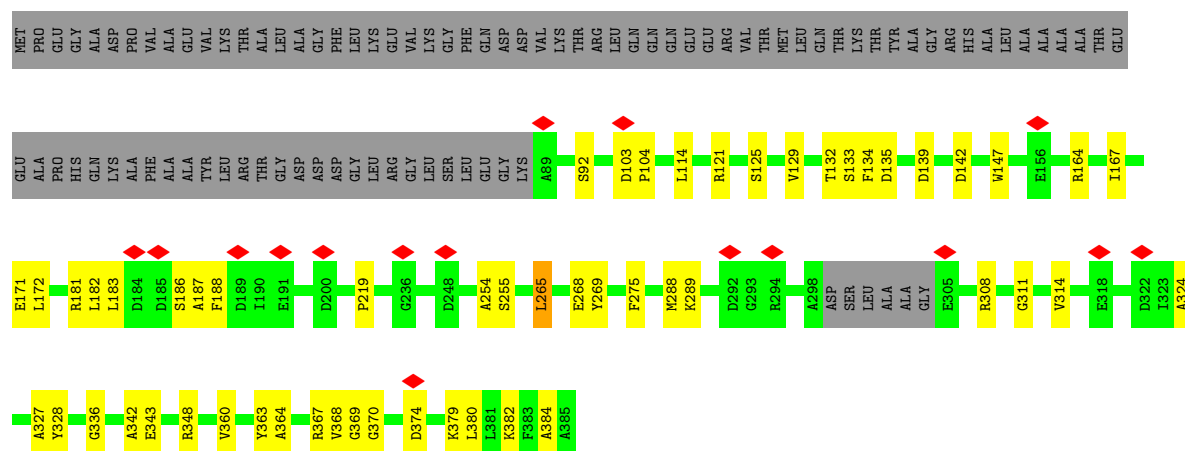 MET PRO GLU GLY ALA ASP PRO VAL ALA GLU VAL LYS THR ALA LEU ALA GLY PHE LEU LYS GLU VAL LYS GLY PHE GLN ASP ASP VAL LYS THR ARG LEU GLN GLN GLN GLU GLU ARG VAL THR MET LEU GLN THR LYS THR TYR ALA GLY ARG HIS ALA LEU ALA ALA ALA ALA THR GLU
GLU ALA PRO HIS GLN LYS ALA PHE ALA ALA TYR LEU ARG THR GLY ASP ASP ASP GLY LEU ARG GLY LEU SER LEU GLU GLY LYS A89 S92 D103 P104 L114 R121 S125 V129 T132 S133 F134 D135 D139 D142 W147 E156 R164 I167
E171 L172 R181 L182 L183 D184 D185 S186 A187 F188 D189 I190 E191 D200 P219 G236 D248 A254 S255 L265 E268 Y269 F275 M288 K289 D292 G293 R294 A298 ASP SER LEU ALA ALA GLY E305 R308 G311 V314 E318 D322 I323 A324
A327 Y328 G336 A342 E343 R348 V360 Y363 A364 R367 V368 G369 G370 D374 K379 L380 L381 K382 F383 A384 A385